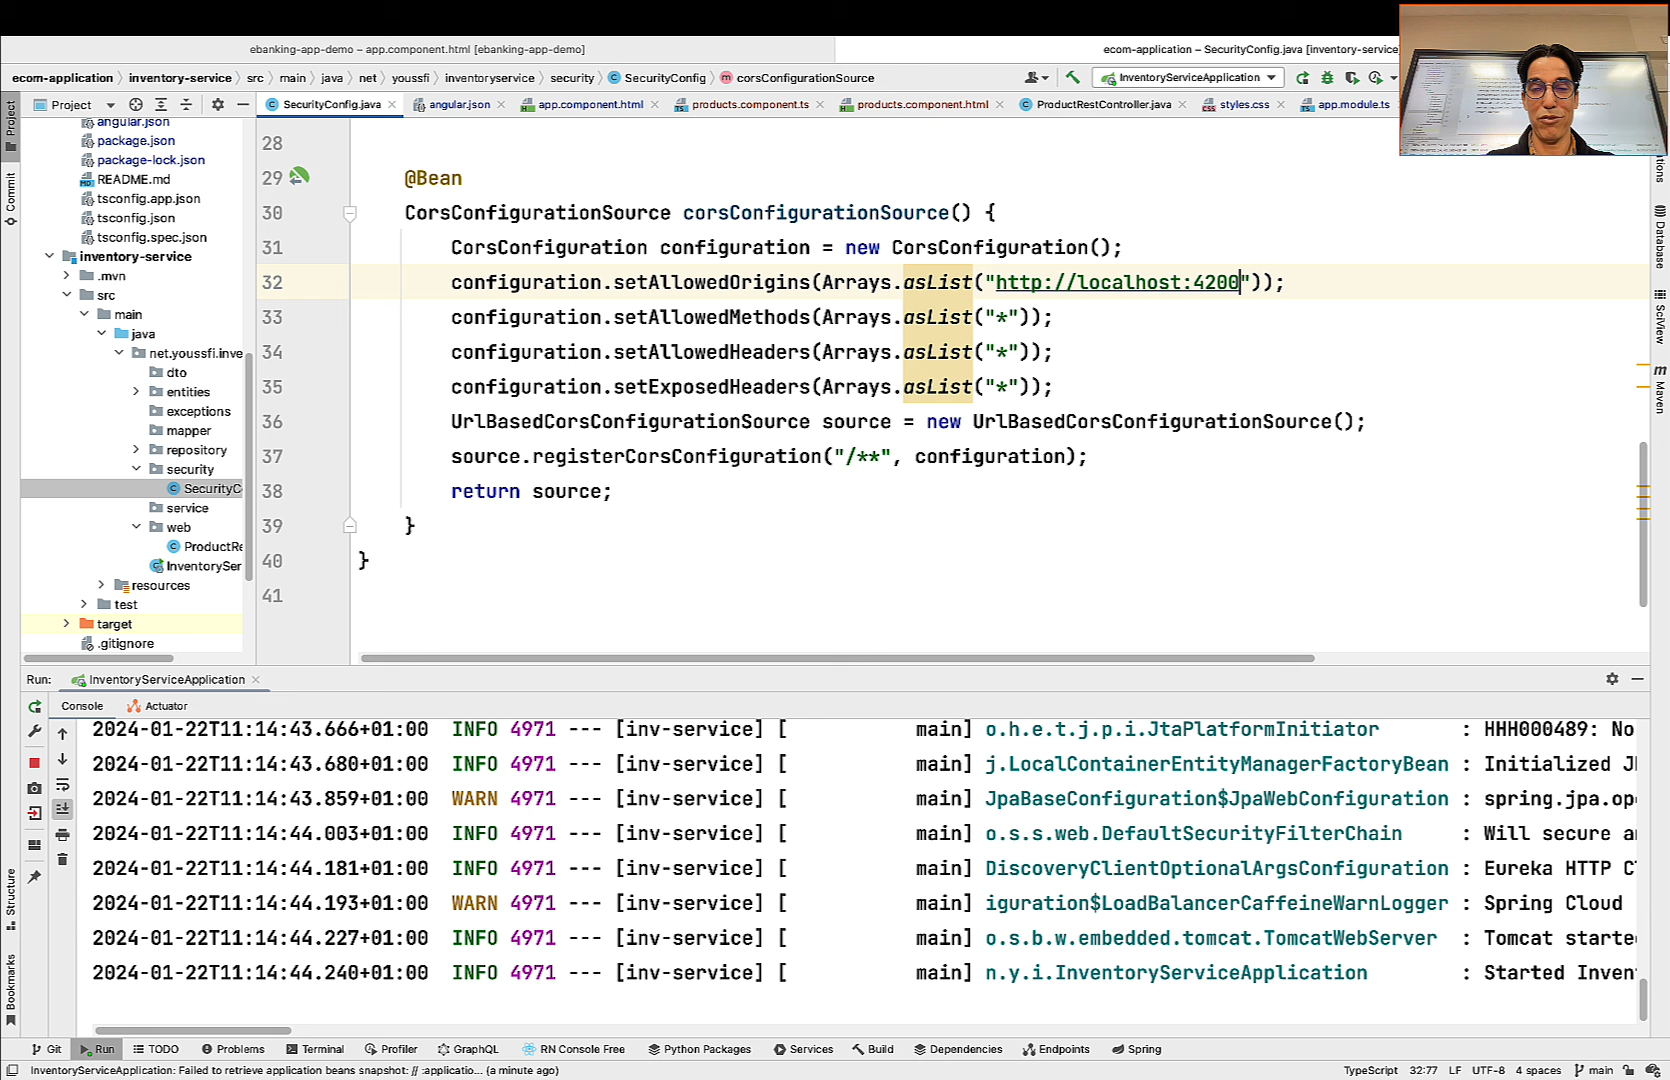 ebanking-app-demo – app.component.html [ebanking-app-demo]
ecom-application – SecurityConfig.java [inventory-service]
ecom-application inventory-service src main java net youssfi inventoryservice security SecurityConfig corsConfigurationSource
InventoryServiceApplication
Project
SecurityConfig.java angular.json app.component.html products.component.ts products.component.html ProductRestController.java styles.css app.module.ts
Project
Commit
Structure
Bookmarks
Database
SciView
Maven
angular.json
package.json
package-lock.json
README.md
tsconfig.app.json
tsconfig.json
tsconfig.spec.json
inventory-service
.mvn
src
main
java
net.youssfi.inve
dto
entities
exceptions
mapper
repository
security
SecurityC
service
web
ProductRe
InventorySer
resources
test
target
.gitignore
28
29 @Bean
30 CorsConfigurationSource corsConfigurationSource() {
31 CorsConfiguration configuration = new CorsConfiguration();
32 configuration.setAllowedOrigins(Arrays.asList("http://localhost:4200"));
33 configuration.setAllowedMethods(Arrays.asList("*"));
34 configuration.setAllowedHeaders(Arrays.asList("*"));
35 configuration.setExposedHeaders(Arrays.asList("*"));
36 UrlBasedCorsConfigurationSource source = new UrlBasedCorsConfigurationSource();
37 source.registerCorsConfiguration("/**", configuration);
38 return source;
39 }
40 }
41
Run: InventoryServiceApplication
Console Actuator
2024-01-22T11:14:43.666+01:00 INFO 4971 --- [inv-service] [ main] o.h.e.t.j.p.i.JtaPlatformInitiator : HHH000489: No
2024-01-22T11:14:43.680+01:00 INFO 4971 --- [inv-service] [ main] j.LocalContainerEntityManagerFactoryBean : Initialized J
2024-01-22T11:14:43.859+01:00 WARN 4971 --- [inv-service] [ main] JpaBaseConfiguration$JpaWebConfiguration : spring.jpa.op
2024-01-22T11:14:44.003+01:00 INFO 4971 --- [inv-service] [ main] o.s.s.web.DefaultSecurityFilterChain : Will secure a
2024-01-22T11:14:44.181+01:00 INFO 4971 --- [inv-service] [ main] DiscoveryClientOptionalArgsConfiguration : Eureka HTTP C
2024-01-22T11:14:44.193+01:00 WARN 4971 --- [inv-service] [ main] iguration$LoadBalancerCaffeineWarnLogger : Spring Cloud
2024-01-22T11:14:44.227+01:00 INFO 4971 --- [inv-service] [ main] o.s.b.w.embedded.tomcat.TomcatWebServer : Tomcat starte
2024-01-22T11:14:44.240+01:00 INFO 4971 --- [inv-service] [ main] n.y.i.InventoryServiceApplication : Started Inven
Git Run TODO Problems Terminal Profiler GraphQL RN Console Free Python Packages Services Build Dependencies Endpoints Spring
InventoryServiceApplication: Failed to retrieve application beans snapshot: // :applicatio... (a minute ago)
TypeScript 32:77 LF UTF-8 4 spaces main